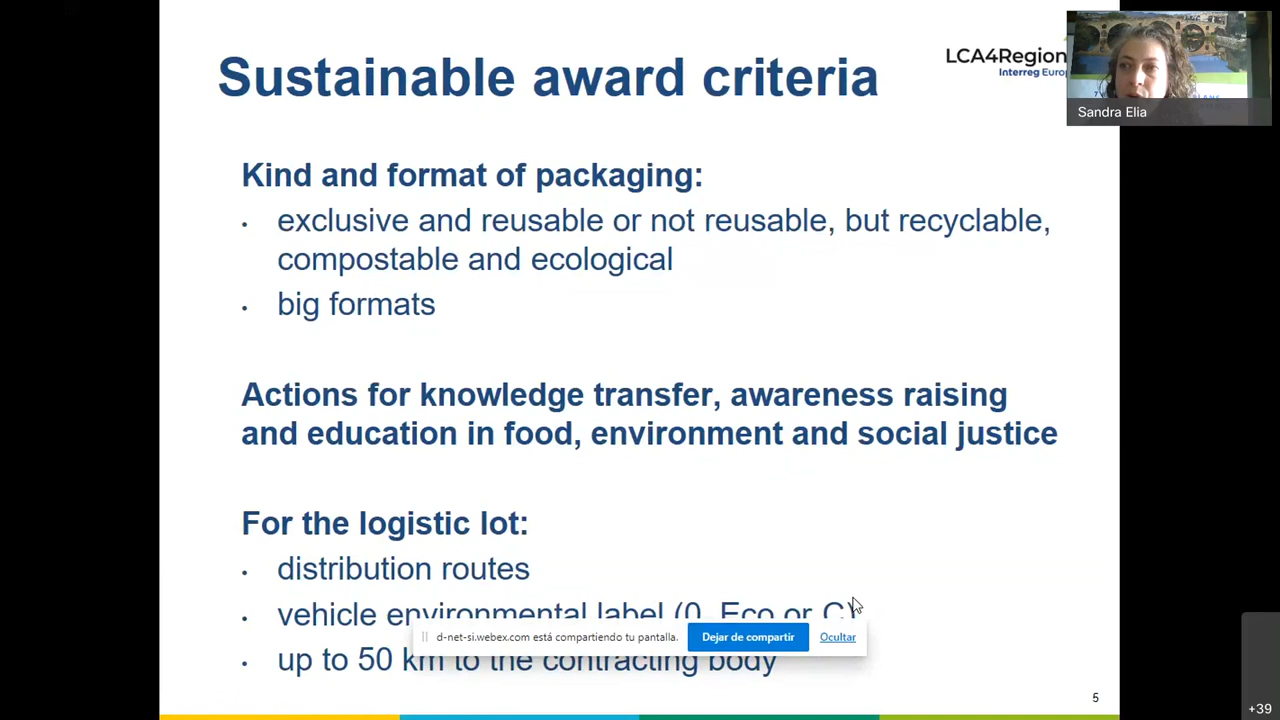 Sustainable award criteria
LCA4Region
Interreg Euro
Sandra Elia
Kind and format of packaging:
• exclusive and reusable or not reusable, but recyclable,
compostable and ecological
• big formats
Actions for knowledge transfer, awareness raising
and education in food, environment and social justice
For the logistic lot:
• distribution routes
• vehicle environmental label (0, Eco or C)
d-net-si.webex.com está compartiendo tu pantalla.
Dejar de compartir
Ocultar
• up to 50 km to the contracting body
5
+39